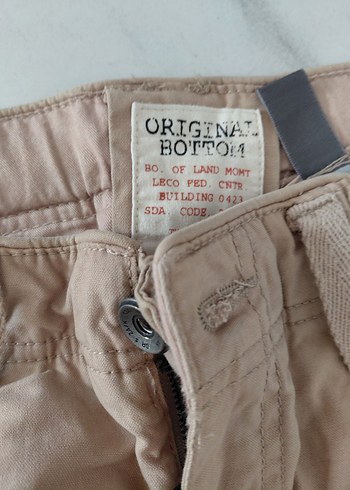 ORIGINAL
BOTTOM
BO. OF LAND MGMT
LECO FED. CNTR
BUILDING 0423
SDA. CODE.